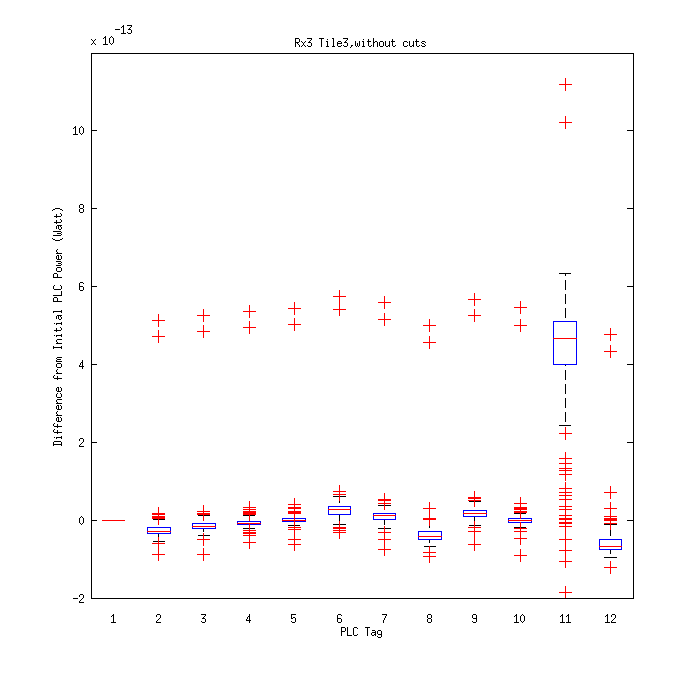 x 10-13
Rx3 Tile3,without cuts
10
8
6
4
2
0
-2
Difference from Initial PLC Power (Watt)
1 2 3 4 5 6 7 8 9 10 11 12
PLC Tag